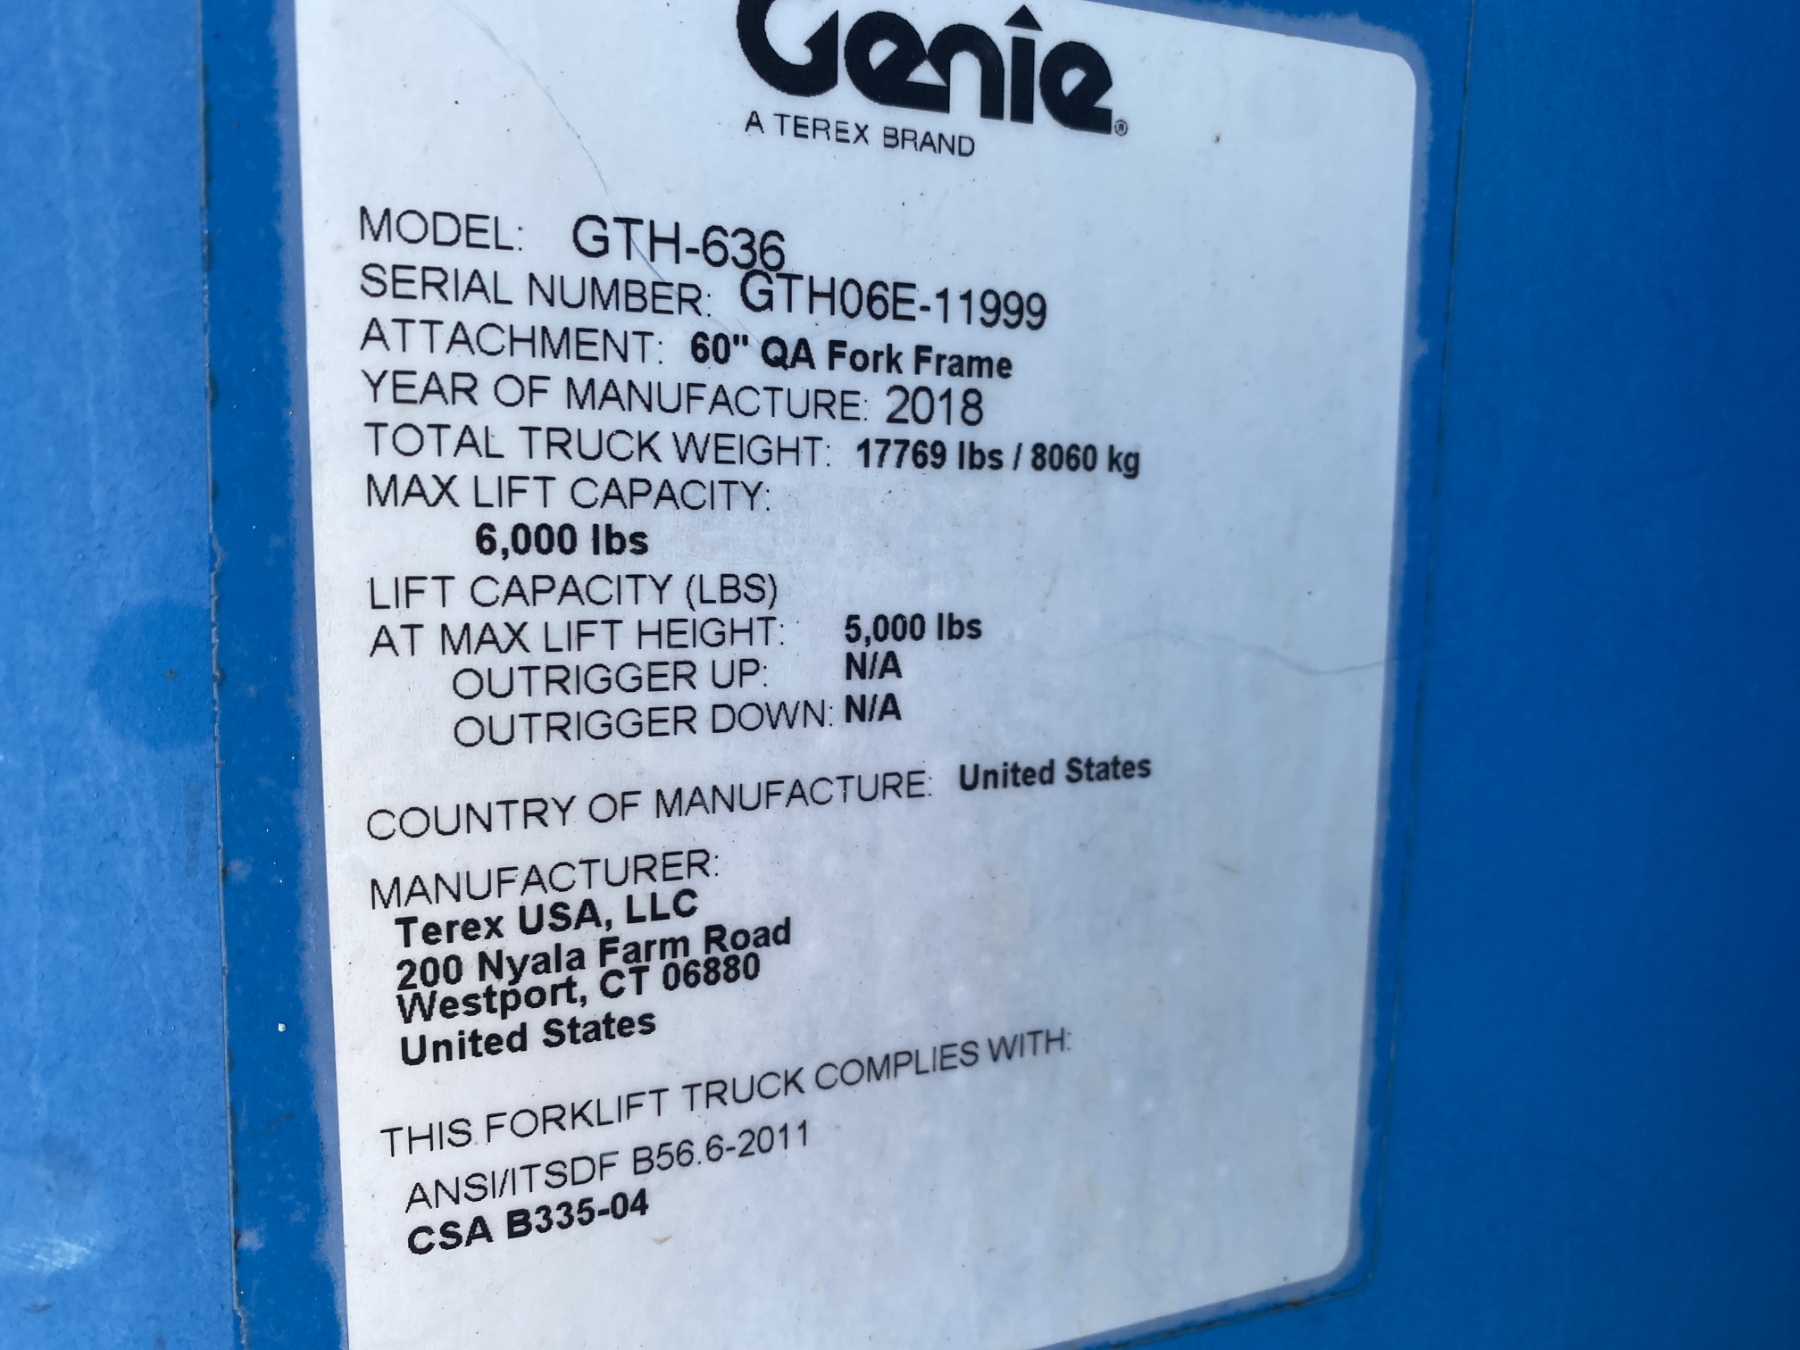 Genie®
A TEREX BRAND
MODEL: GTH-636
SERIAL NUMBER: GTH06E-11999
ATTACHMENT: 60" QA Fork Frame
YEAR OF MANUFACTURE: 2018
TOTAL TRUCK WEIGHT: 17769 lbs / 8060 kg
MAX LIFT CAPACITY:
6,000 lbs
LIFT CAPACITY (LBS)
AT MAX LIFT HEIGHT: 5,000 lbs
OUTRIGGER UP: N/A
OUTRIGGER DOWN: N/A
COUNTRY OF MANUFACTURE: United States
MANUFACTURER:
Terex USA, LLC
200 Nyala Farm Road
Westport, CT 06880
United States
THIS FORKLIFT TRUCK COMPLIES WITH:
ANSI/ITSDF B56.6-2011
CSA B335-04